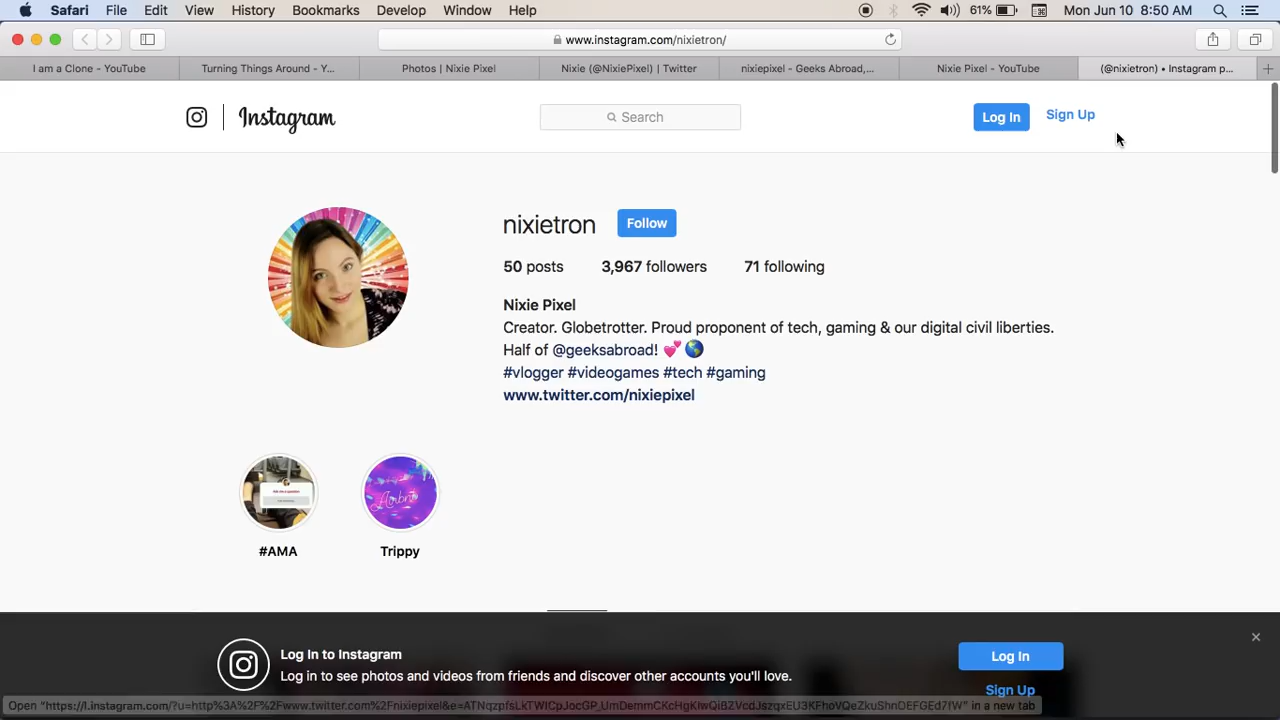 Safari File Edit View History Bookmarks Develop Window Help 61% Mon Jun 10 8:50 AM
www.instagram.com/nixietron/
I am a Clone - YouTube Turning Things Around - Y... Photos | Nixie Pixel Nixie (@NixiePixel) | Twitter nixiepixel - Geeks Abroad,... Nixie Pixel - YouTube (@nixietron) • Instagram p...
Instagram Search Log In Sign Up
nixietron Follow
50 posts 3,967 followers 71 following
Nixie Pixel
Creator. Globetrotter. Proud proponent of tech, gaming & our digital civil liberties.
Half of @geeksabroad! 💕 🌎
#vlogger #videogames #tech #gaming
www.twitter.com/nixiepixel
#AMA Trippy
Log In to Instagram
Log in to see photos and videos from friends and discover other accounts you'll love.
Log In
Sign Up